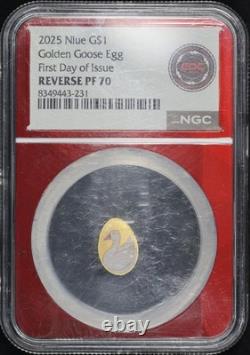 2025 Niue G$1
Golden Goose Egg
First Day of Issue
REVERSE PF 70
8349443-231
NGC